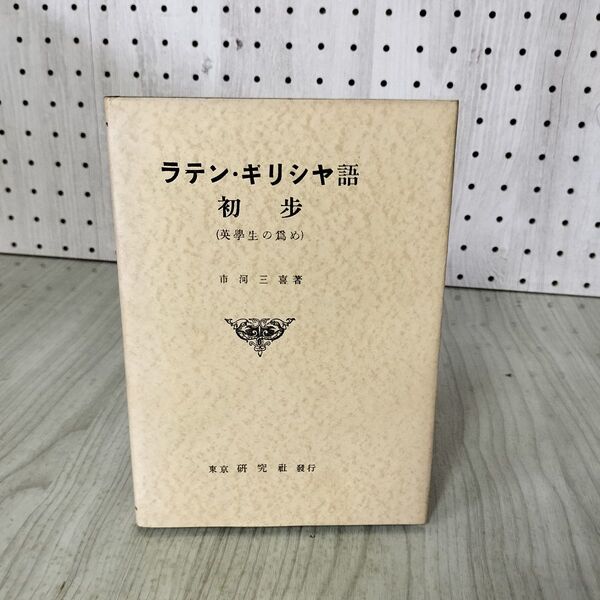 ラテン・ギリシヤ語
初步
(英學生の爲め)
市河三喜著
東京 研究社 發行